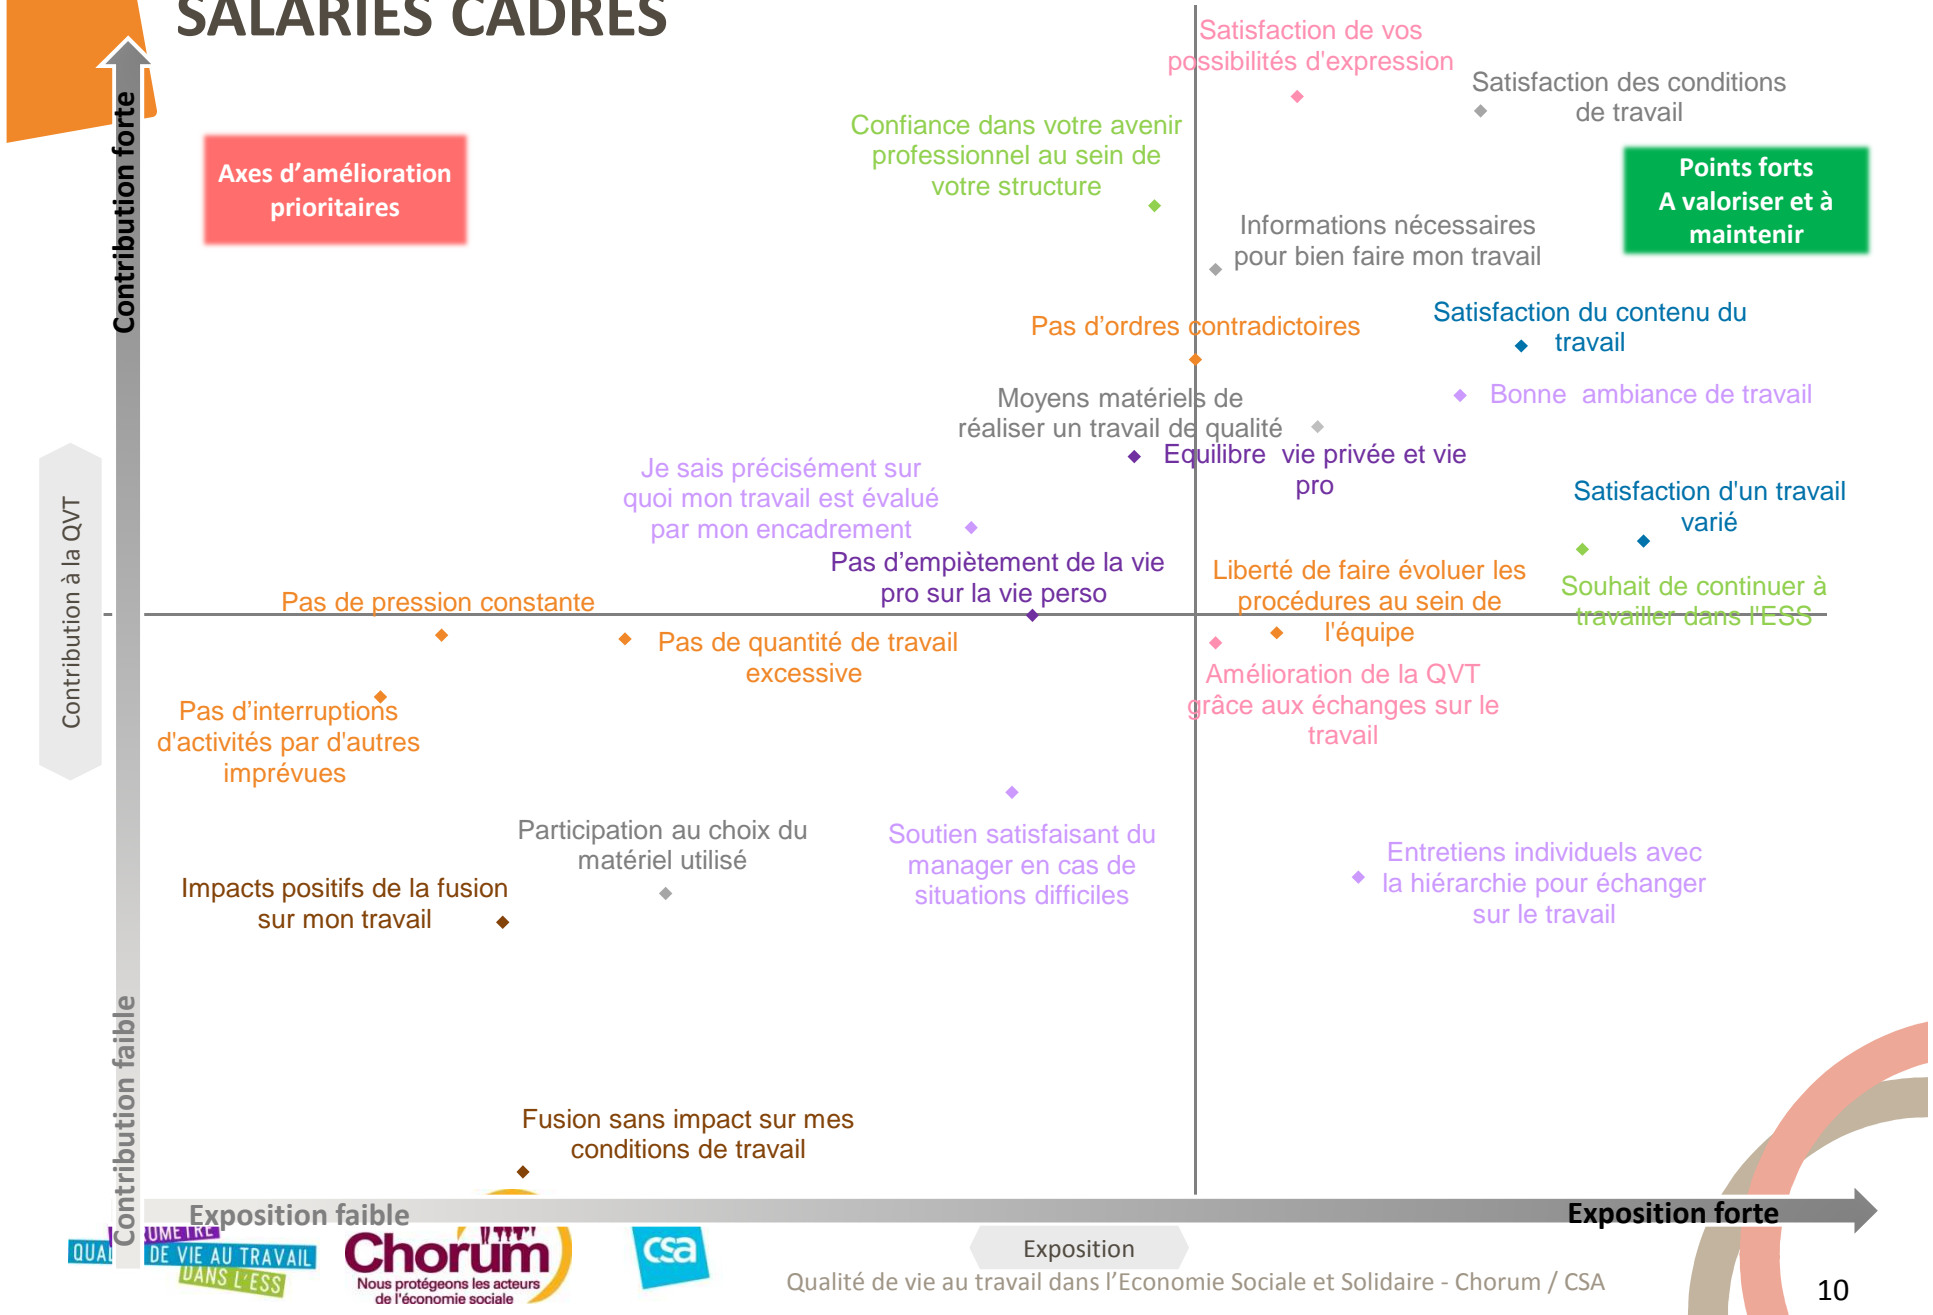 SALARIES CADRES
Contribution forte
Contribution à la QVT
Contribution faible
Axes d’amélioration
prioritaires
Points forts
A valoriser et à
maintenir
Satisfaction de vos
possibilités d'expression
Satisfaction des conditions
de travail
Confiance dans votre avenir
professionnel au sein de
votre structure
Informations nécessaires
pour bien faire mon travail
Pas d’ordres contradictoires
Satisfaction du contenu du
travail
Bonne ambiance de travail
Moyens matériels de
réaliser un travail de qualité
Equilibre vie privée et vie
pro
Je sais précisément sur
quoi mon travail est évalué
par mon encadrement
Satisfaction d'un travail
varié
Pas d’empiètement de la vie
pro sur la vie perso
Liberté de faire évoluer les
procédures au sein de
l'équipe
Souhait de continuer à
travailler dans l'ESS
Pas de pression constante
Pas de quantité de travail
excessive
Amélioration de la QVT
grâce aux échanges sur le
travail
Pas d’interruptions
d'activités par d'autres
imprévues
Participation au choix du
matériel utilisé
Soutien satisfaisant du
manager en cas de
situations difficiles
Entretiens individuels avec
la hiérarchie pour échanger
sur le travail
Impacts positifs de la fusion
sur mon travail
Fusion sans impact sur mes
conditions de travail
Exposition faible
Exposition forte
Exposition
DE VIE AU TRAVAIL
DANS L'ESS
Chorum
Nous protégeons les acteurs
de l'économie sociale
csa
Qualité de vie au travail dans l’Economie Sociale et Solidaire - Chorum / CSA
10